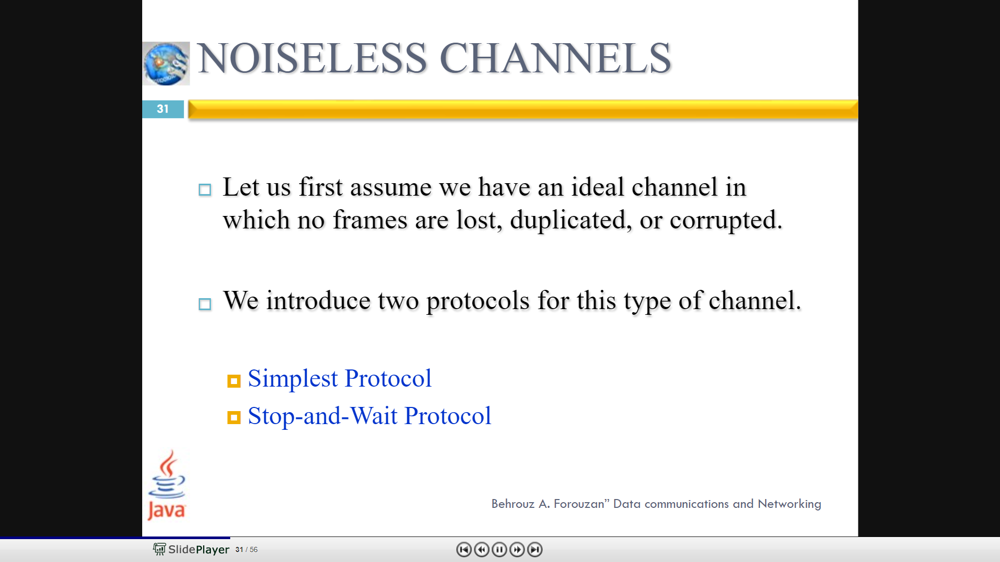 NOISELESS CHANNELS
31
Let us first assume we have an ideal channel in
which no frames are lost, duplicated, or corrupted.
We introduce two protocols for this type of channel.
Simplest Protocol
Stop-and-Wait Protocol
Java
Behrouz A. Forouzan” Data communications and Networking
SlidePlayer 31 / 56